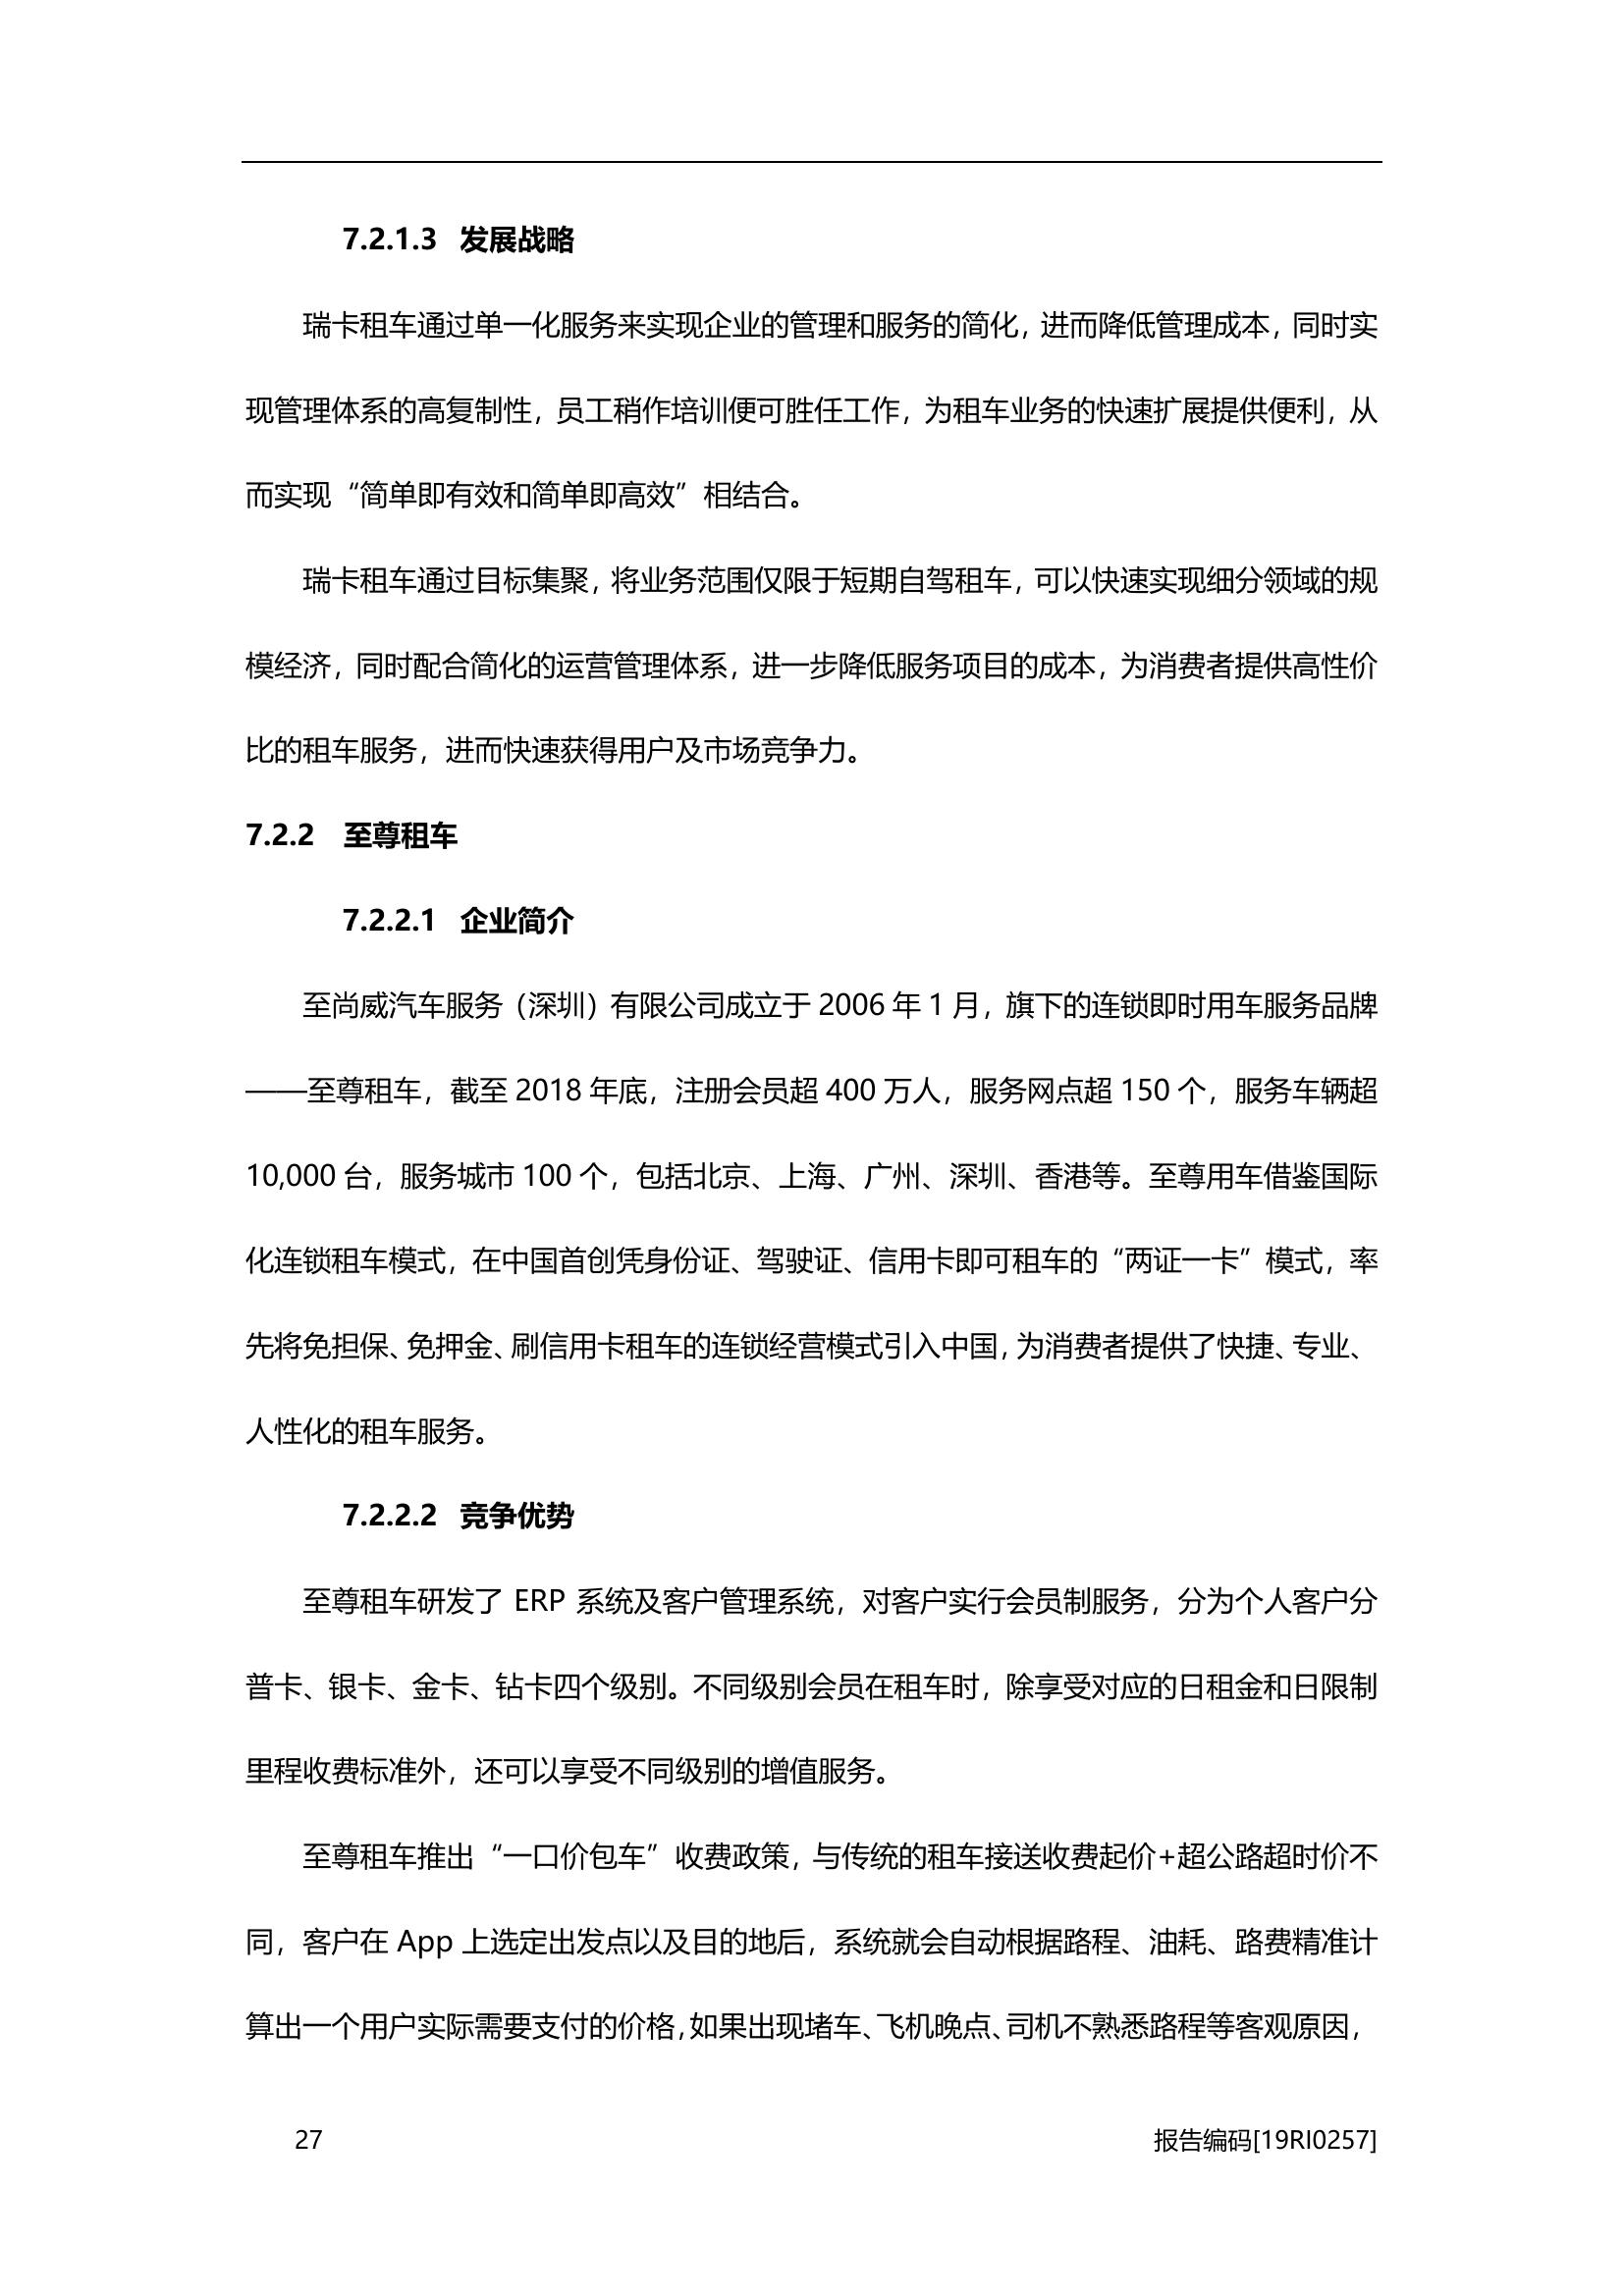 7.2.1.3 发展战略
瑞卡租车通过单一化服务来实现企业的管理和服务的简化，进而降低管理成本，同时实
现管理体系的高复制性，员工稍作培训便可胜任工作，为租车业务的快速扩展提供便利，从
而实现“简单即有效和简单即高效”相结合。
瑞卡租车通过目标集聚，将业务范围仅限于短期自驾租车，可以快速实现细分领域的规
模经济，同时配合简化的运营管理体系，进一步降低服务项目的成本，为消费者提供高性价
比的租车服务，进而快速获得用户及市场竞争力。
7.2.2 至尊租车
7.2.2.1 企业简介
至尚威汽车服务（深圳）有限公司成立于 2006 年 1 月，旗下的连锁即时用车服务品牌
——至尊租车，截至 2018 年底，注册会员超 400 万人，服务网点超 150 个，服务车辆超
10,000 台，服务城市 100 个，包括北京、上海、广州、深圳、香港等。至尊用车借鉴国际
化连锁租车模式，在中国首创凭身份证、驾驶证、信用卡即可租车的“两证一卡”模式，率
先将免担保、免押金、刷信用卡租车的连锁经营模式引入中国，为消费者提供了快捷、专业、
人性化的租车服务。
7.2.2.2 竞争优势
至尊租车研发了 ERP 系统及客户管理系统，对客户实行会员制服务，分为个人客户分
普卡、银卡、金卡、钻卡四个级别。不同级别会员在租车时，除享受对应的日租金和日限制
里程收费标准外，还可以享受不同级别的增值服务。
至尊租车推出“一口价包车”收费政策，与传统的租车接送收费起价+超公路超时价不
同，客户在 App 上选定出发点以及目的地后，系统就会自动根据路程、油耗、路费精准计
算出一个用户实际需要支付的价格，如果出现堵车、飞机晚点、司机不熟悉路程等客观原因，
27 报告编码[19RI0257]